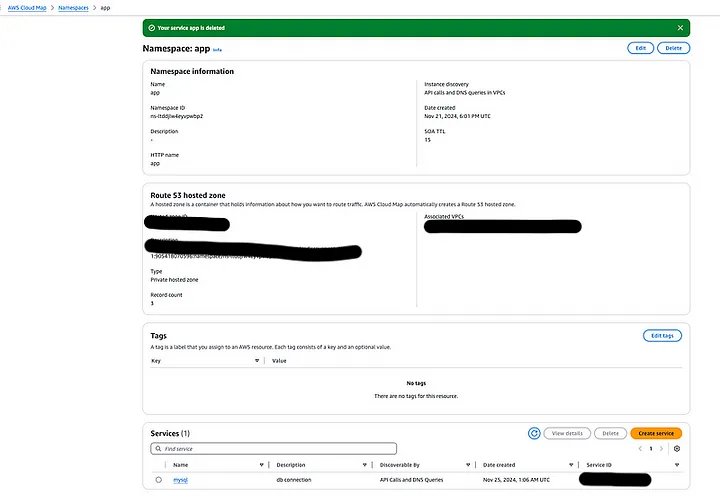 AWS Cloud Map > Namespaces > app
Your service app is deleted
Namespace: app Info
Edit
Delete
Namespace information
Name
app
Namespace ID
ns-ltddjlw4eyvpwbp2
Description
-
HTTP name
app
Instance discovery
API calls and DNS queries in VPCs
Date created
Nov 21, 2024, 6:01 PM UTC
SOA TTL
15
Route 53 hosted zone
A hosted zone is a container that holds information about how you want to route traffic. AWS Cloud Map automatically creates a Route 53 hosted zone.
Associated VPCs
Type
Private hosted zone
Record count
3
Tags
Edit tags
A tag is a label that you assign to an AWS resource. Each tag consists of a key and an optional value.
Key
Value
No tags
There are no tags for this resource.
Services (1)
View details
Delete
Create service
Find service
1
Name
Description
Discoverable By
Date created
Service ID
mysql
db connection
API Calls and DNS Queries
Nov 25, 2024, 1:06 AM UTC